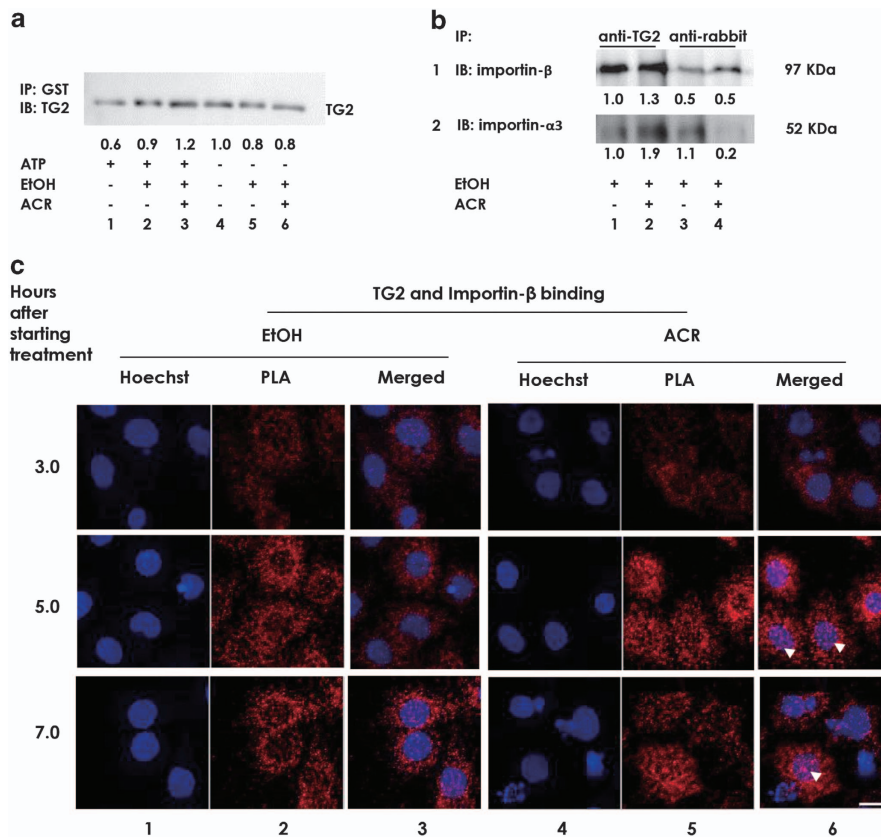 a
IP: GST
IB: TG2
TG2
0.6 0.9 1.2 1.0 0.8 0.8
ATP + + + - - -
EtOH - + + - + +
ACR + +
1 2 3 4 5 6
b
IP: anti-TG2 anti-rabbit
1 IB: importin-β 97 KDa
1.0 1.3 0.5 0.5
2 IB: importin-α3 52 KDa
1.0 1.9 1.1 0.2
EtOH + + + +
ACR - + - +
1 2 3 4
c
Hours
after
starting
treatment
TG2 and Importin-β binding
EtOH ACR
Hoechst PLA Merged Hoechst PLA Merged
3.0
5.0
7.0
1 2 3 4 5 6